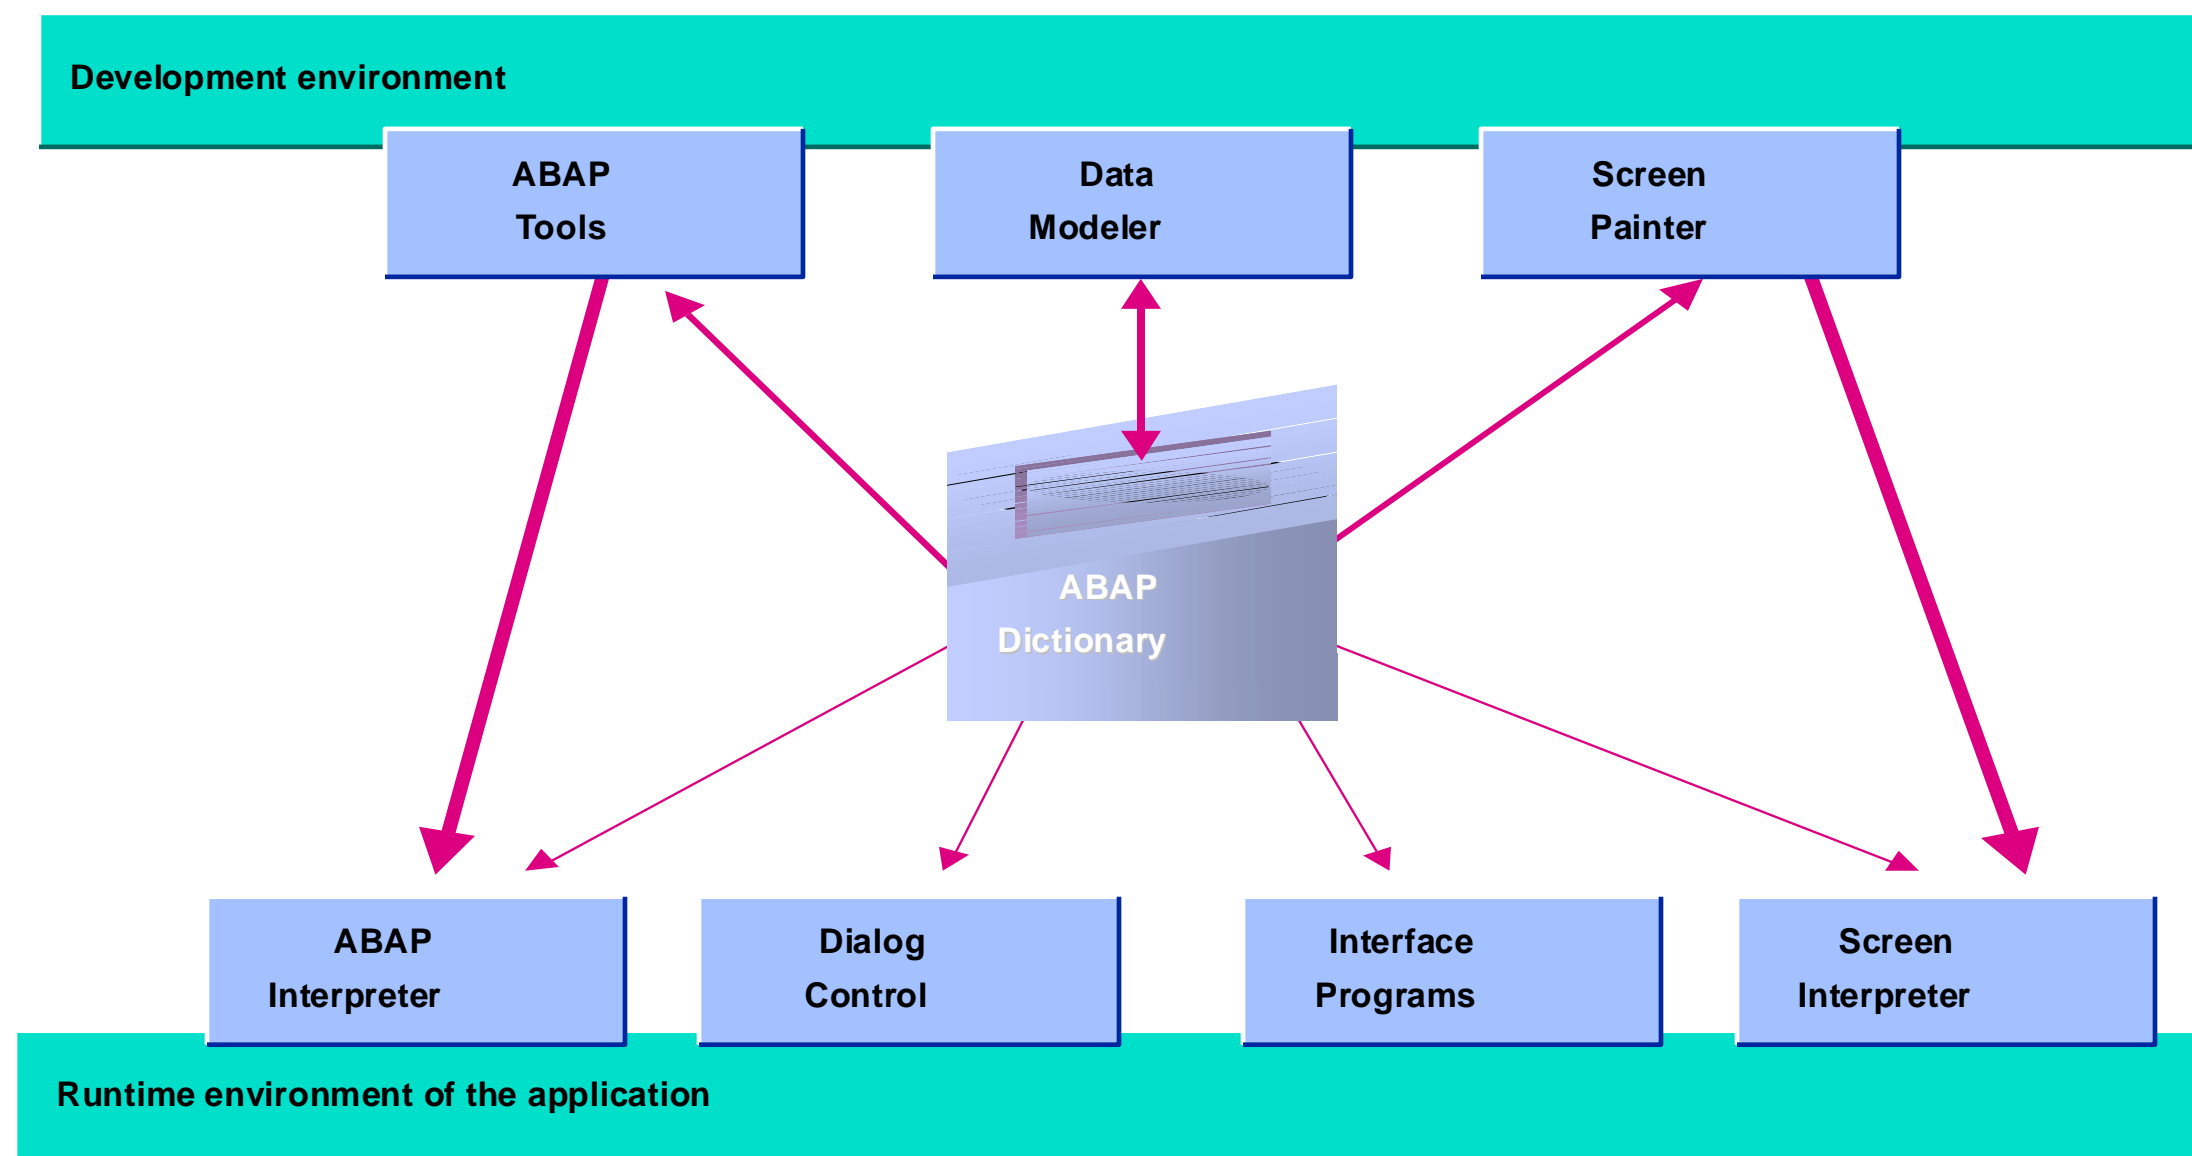 Development environment
ABAP
Tools
Data
Modeler
Screen
Painter
ABAP
Dictionary
ABAP
Interpreter
Dialog
Control
Interface
Programs
Screen
Interpreter
Runtime environment of the application